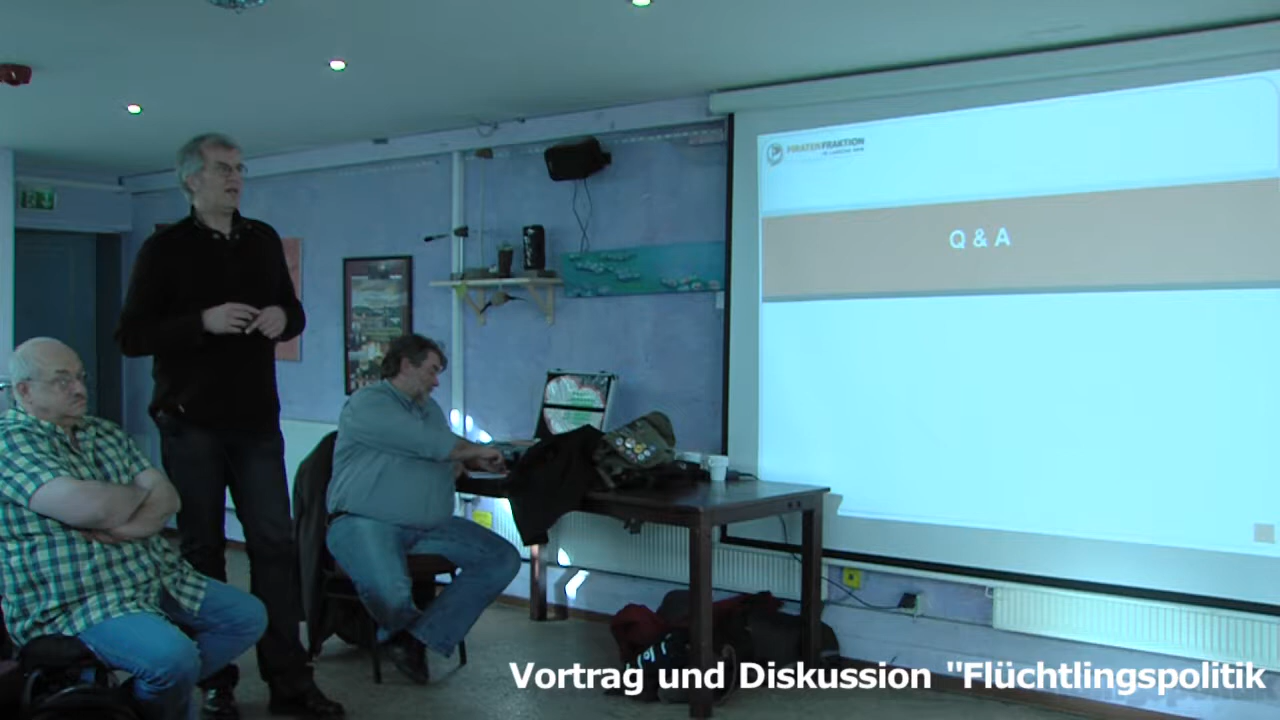 PIRATENFRAKTION
Q & A
Vortrag und Diskussion "Flüchtlingspolitik